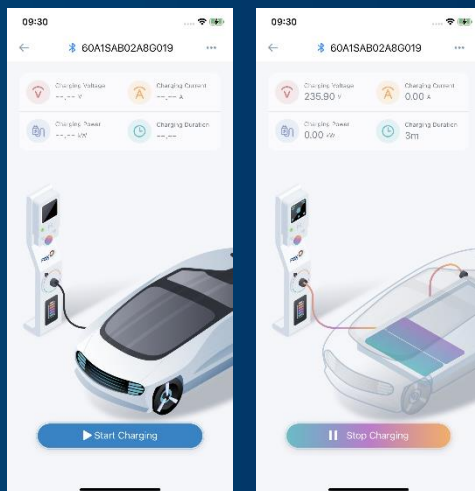 09:30
60A1SAB02A8G019
Charging Voltage
--.-- V
Charging Current
--.-- A
Charging Power
--.-- kW
Charging Duration
--.--
Start Charging
09:30
60A1SAB02A8G019
Charging Voltage
235.90 V
Charging Current
0.00 A
Charging Power
0.00 kW
Charging Duration
3m
Stop Charging